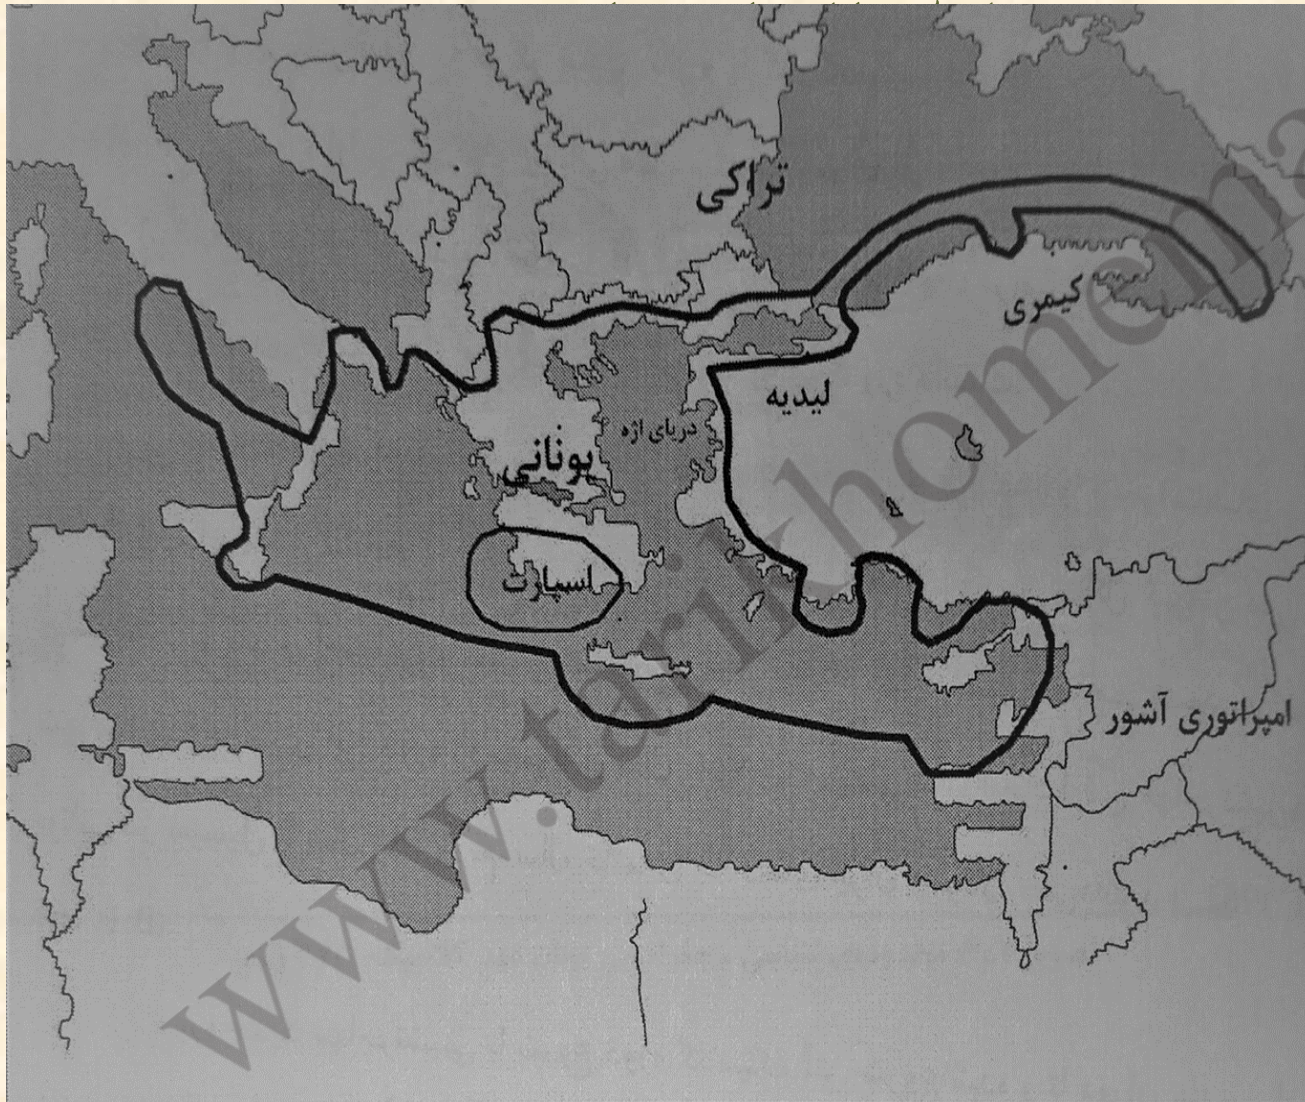 تراکی
کیمری
لیدیه
دریای اژه
یونانی
اسپارت
امپراتوری آشور
www.tarikhema